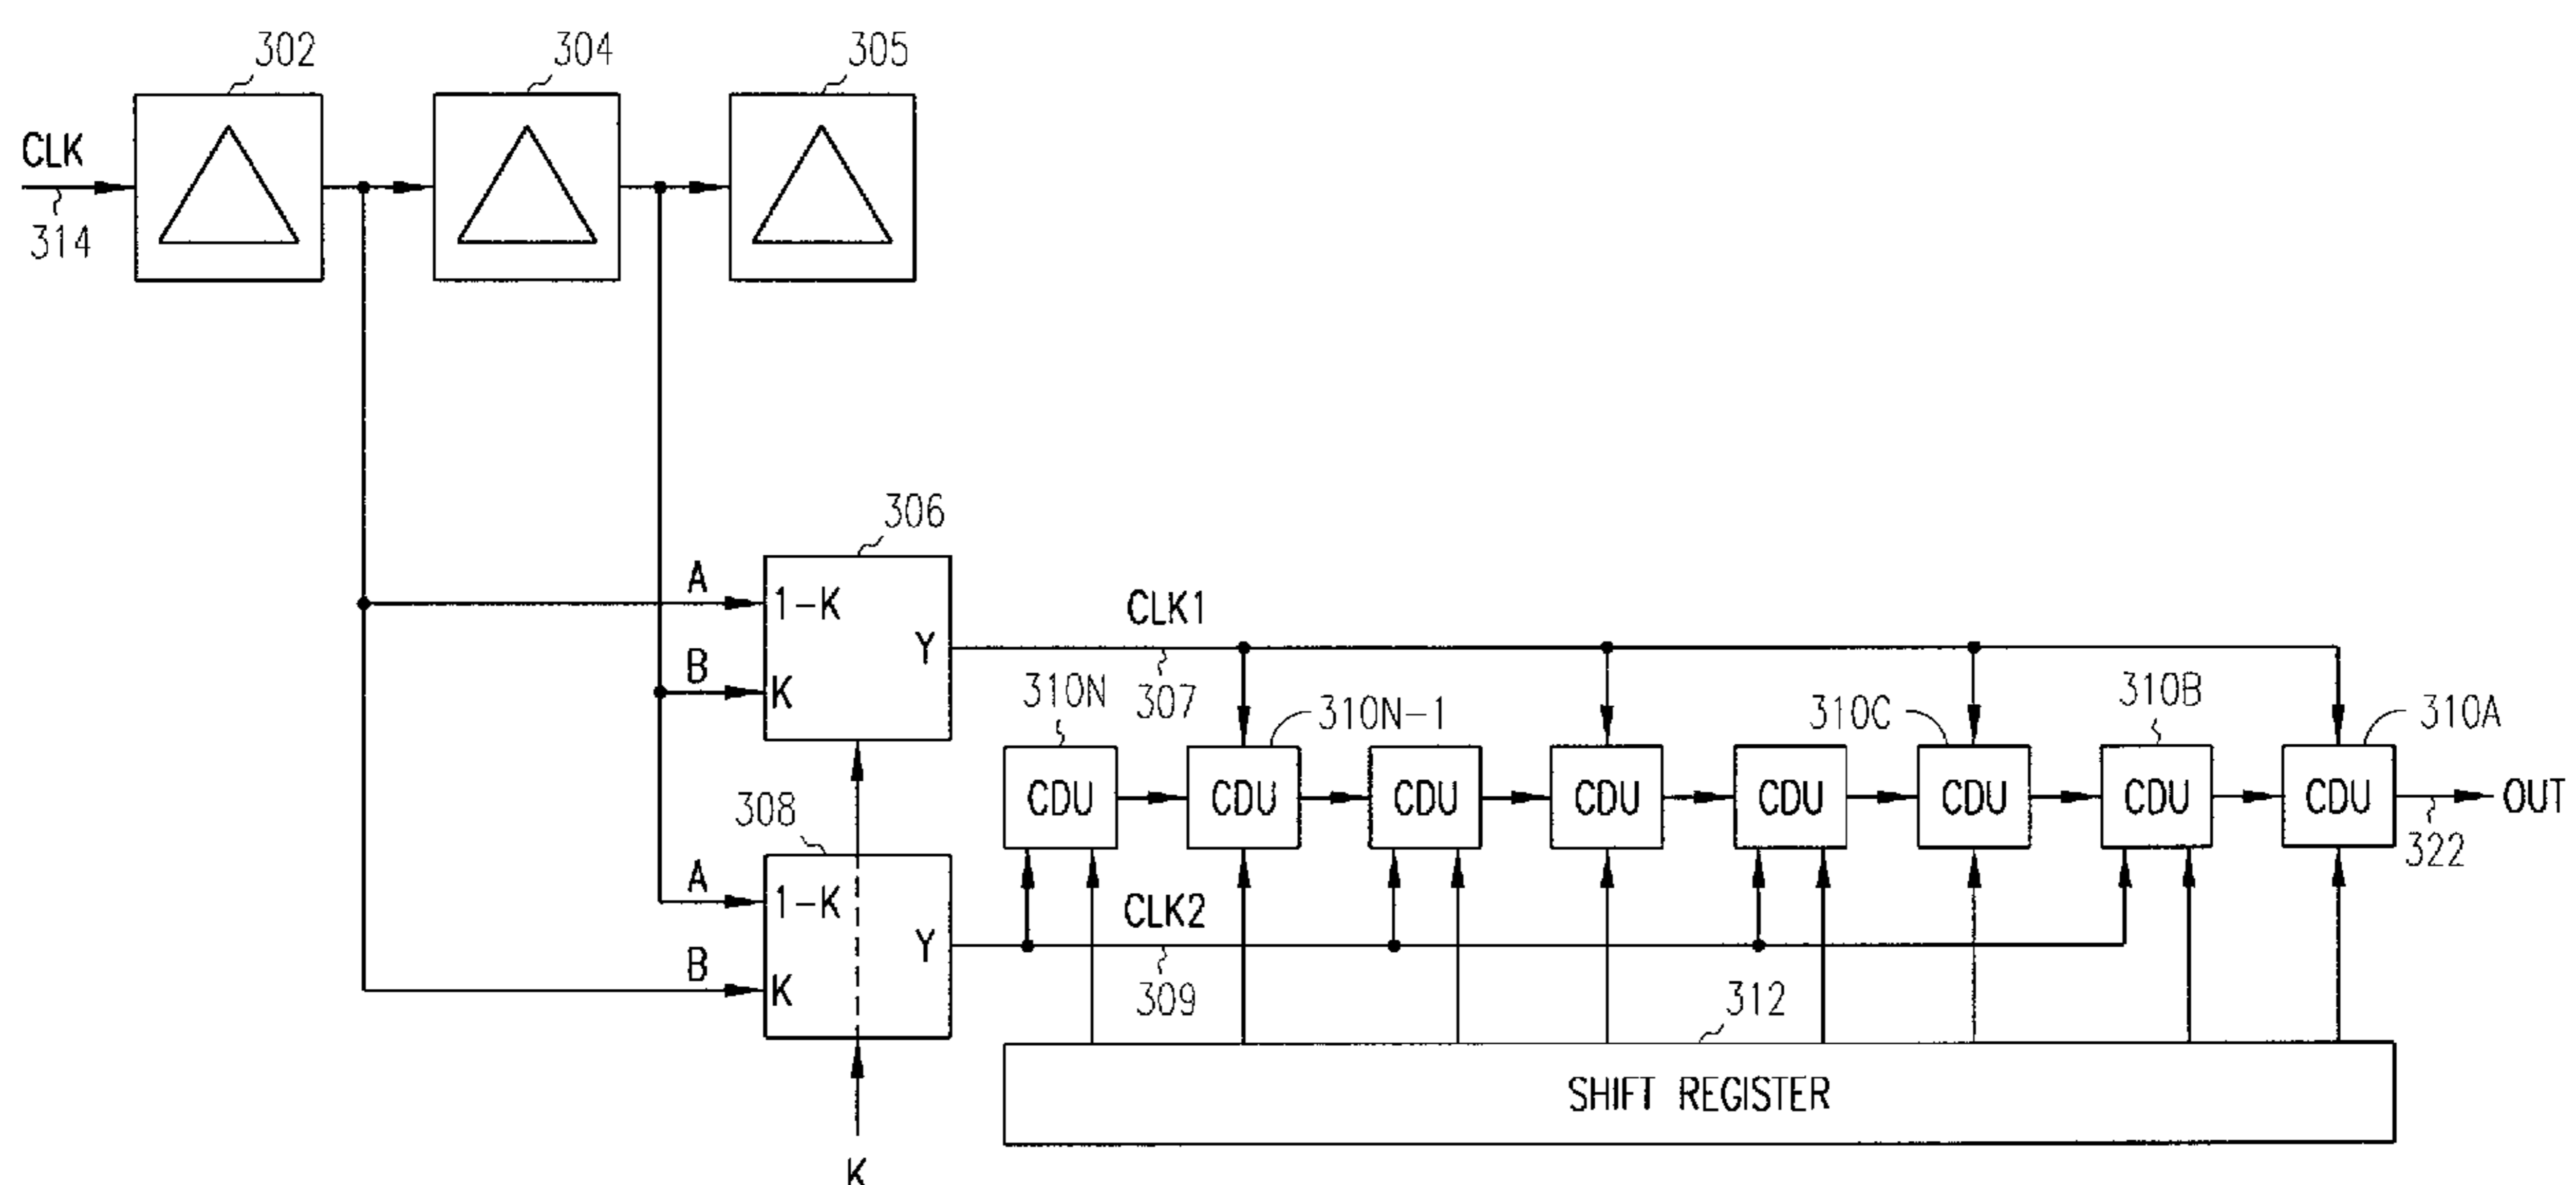 302
304
305
CLK
314
306
A
1-K
Y
B
K
CLK1
307
310N
310N-1
310C
310B
310A
CDU
CDU
CDU
CDU
CDU
CDU
CDU
CDU
OUT
322
308
A
1-K
Y
B
K
CLK2
309
312
SHIFT REGISTER
K